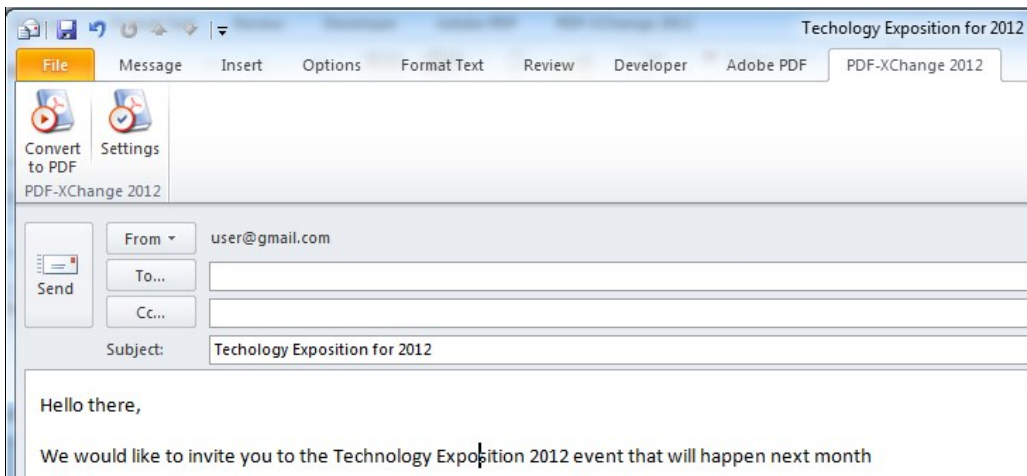 Techology Exposition for 2012
File Message Insert Options Format Text Review Developer Adobe PDF PDF-XChange 2012
Convert to PDF Settings
PDF-XChange 2012
From user@gmail.com
Send To...
Cc...
Subject: Techology Exposition for 2012
Hello there,
We would like to invite you to the Technology Exposition 2012 event that will happen next month